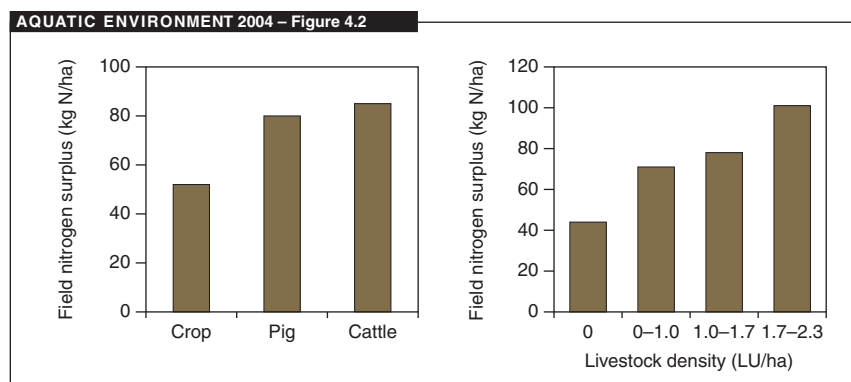 AQUATIC ENVIRONMENT 2004 – Figure 4.2
Field nitrogen surplus (kg N/ha)
100
80
60
40
20
0
Crop Pig Cattle
Field nitrogen surplus (kg N/ha)
120
100
80
60
40
20
0
0 0–1.0 1.0–1.7 1.7–2.3
Livestock density (LU/ha)